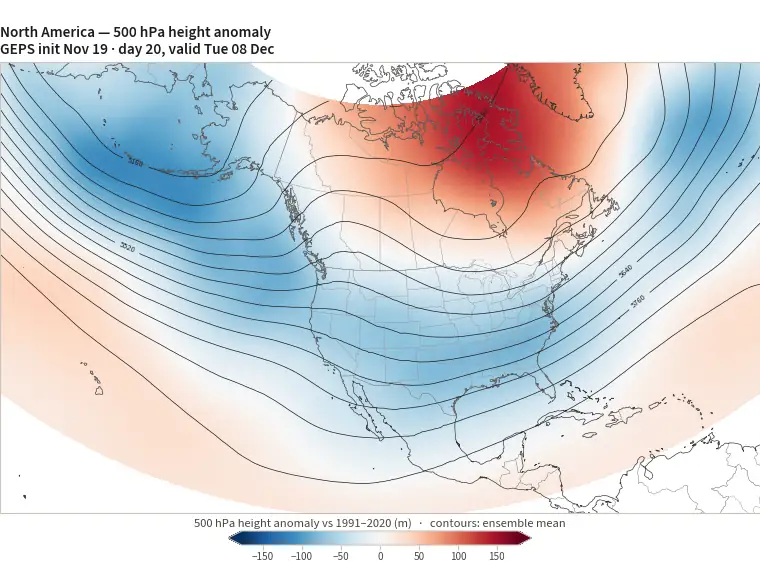 North America — 500 hPa height anomaly
GEPS init Nov 19 · day 20, valid Tue 08 Dec
5160
5520
5640
5760
500 hPa height anomaly vs 1991–2020 (m) · contours: ensemble mean
−150 −100 −50 0 50 100 150